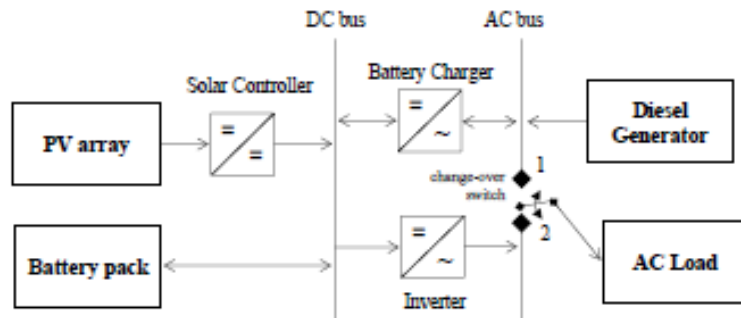 DC bus
AC bus
Solar Controller
Battery Charger
=
=
=
~
PV array
Diesel
Generator
1
change-over
switch
2
=
~
Battery pack
AC Load
Inverter